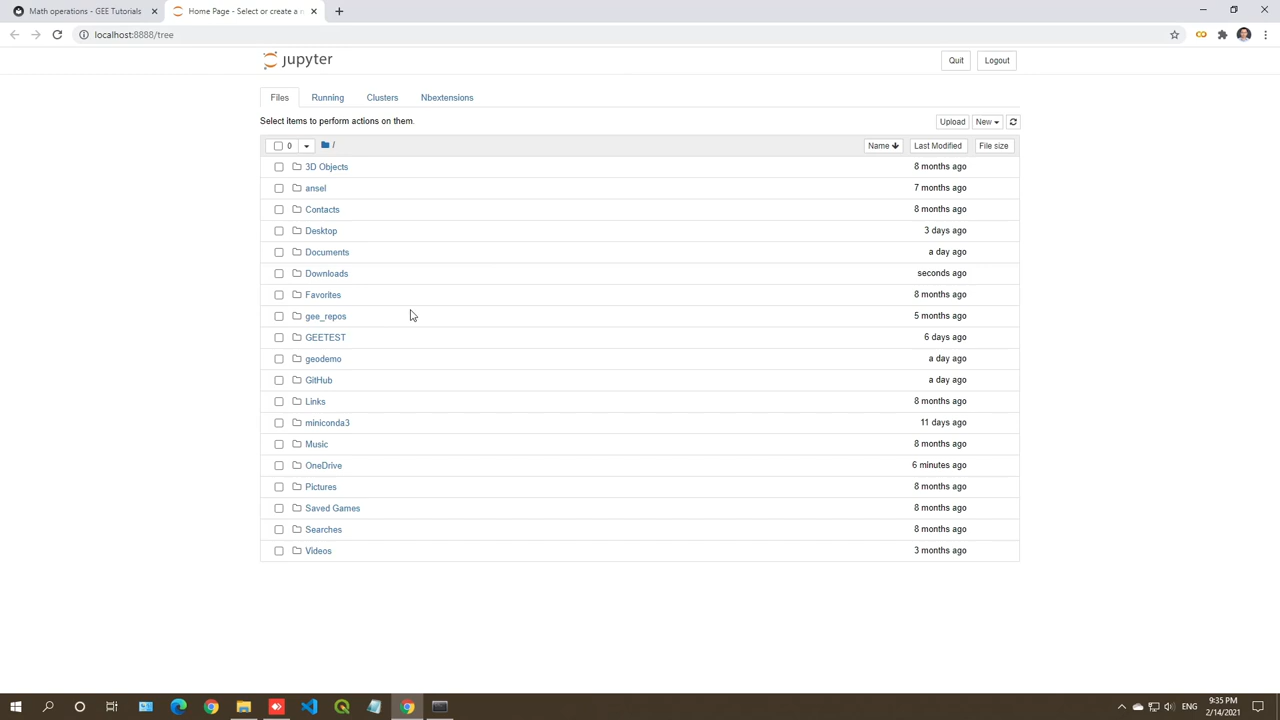 Math operations - GEE Tutorials
Home Page - Select or create a n
localhost:8888/tree
jupyter
Quit
Logout
Files
Running
Clusters
Nbextensions
Select items to perform actions on them.
Upload
New
0
/
Name
Last Modified
File size
3D Objects
8 months ago
ansel
7 months ago
Contacts
8 months ago
Desktop
3 days ago
Documents
a day ago
Downloads
seconds ago
Favorites
8 months ago
gee_repos
5 months ago
GEETEST
6 days ago
geodemo
a day ago
GitHub
a day ago
Links
8 months ago
miniconda3
11 days ago
Music
8 months ago
OneDrive
6 minutes ago
Pictures
8 months ago
Saved Games
8 months ago
Searches
8 months ago
Videos
3 months ago
ENG
9:35 PM
2/14/2021